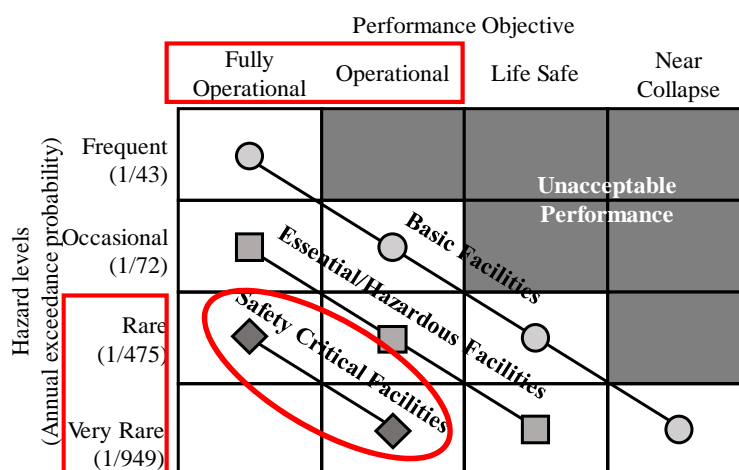 Performance Objective
Fully
Operational
Operational
Life Safe
Near
Collapse
Hazard levels
(Annual exceedance probability)
Frequent
(1/43)
Occasional
(1/72)
Rare
(1/475)
Very Rare
(1/949)
Unacceptable
Performance
Basic Facilities
Essential/Hazardous Facilities
Safety Critical Facilities